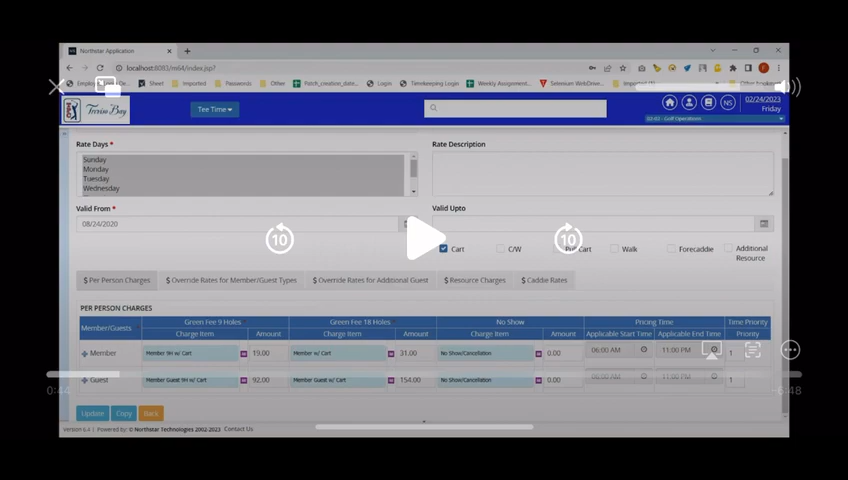 Northstar Application
localhost:8083/m64/index.jsp?
Sheet Imported Passwords Other Patch_creation_date... Login Timekeeping Login Weekly Assignment... Selenium WebDrive...
PGA TOUR Treviso Bay Tee Time NS 02/24/2023
Friday
02-03 - Golf Operations
Rate Days * Rate Description
Sunday
Monday
Tuesday
Wednesday
Valid From * Valid Upto
08/24/2020
10 10
Cart C/W Pull Cart Walk Forecaddie Additional Resource
$ Per Person Charges $ Override Rates for Member/Guest Types $ Override Rates for Additional Guest $ Resource Charges $ Caddie Rates
PER PERSON CHARGES
Member/Guests Green Fee 9 Holes Green Fee 18 Holes No Show Pricing Time Time Priority
Charge Item Amount Charge Item Amount Charge Item Amount Applicable Start Time Applicable End Time Priority
Member Member 9H w/ Cart 19.00 Member w/ Cart 31.00 No Show/Cancellation 0.00 06:00 AM 11:00 PM 1
Guest Member Guest 9H w/ Cart 92.00 Member Guest w/ Cart 154.00 No Show/Cancellation 0.00 06:00 AM 11:00 PM 1
0:44 -6:48
Update Copy Back
Version 6.4 | Powered by: © Northstar Technologies 2002-2023 Contact Us